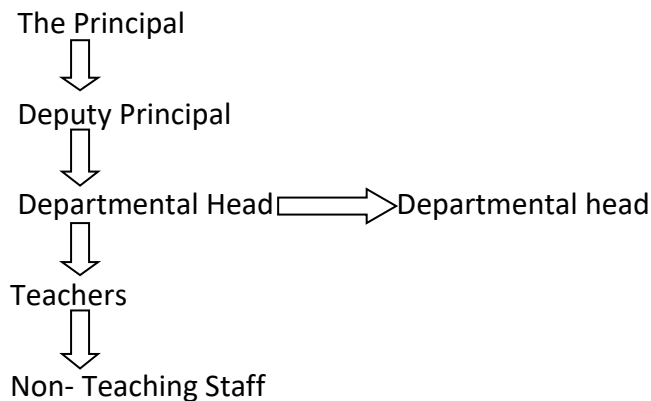 The Principal
Deputy Principal
Departmental Head Departmental head
Teachers
Non- Teaching Staff